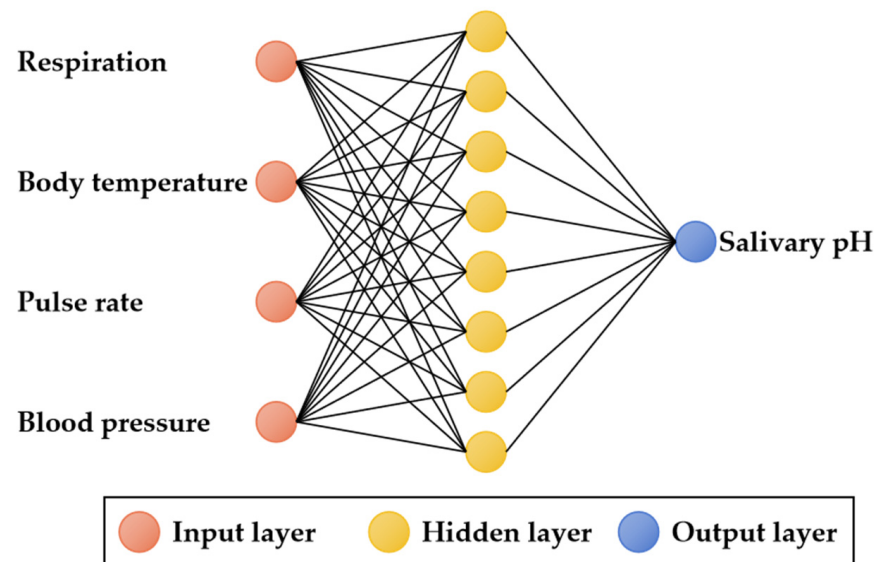 Respiration
Body temperature
Pulse rate
Blood pressure
Salivary pH
Input layer
Hidden layer
Output layer